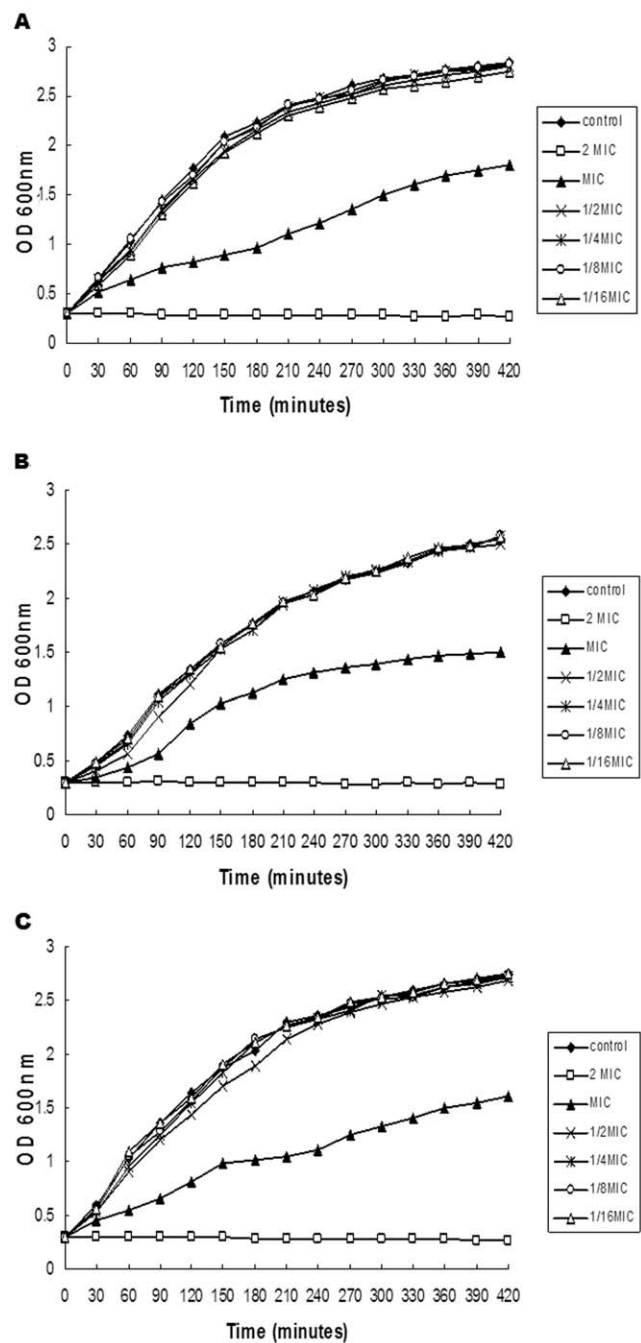 A
3
2.5
2
1.5
1
0.5
0
OD 600nm
0 30 60 90 120 150 180 210 240 270 300 330 360 390 420
Time (minutes)
control
2 MIC
MIC
1/2MIC
1/4MIC
1/8MIC
1/16MIC
B
3
2.5
2
1.5
1
0.5
0
OD 600nm
0 30 60 90 120 150 180 210 240 270 300 330 360 390 420
Time (minutes)
control
2 MIC
MIC
1/2MIC
1/4MIC
1/8MIC
1/16MIC
C
3
2.5
2
1.5
1
0.5
0
OD 600nm
0 30 60 90 120 150 180 210 240 270 300 330 360 390 420
Time (minutes)
control
2 MIC
MIC
1/2MIC
1/4MIC
1/8MIC
1/16MIC